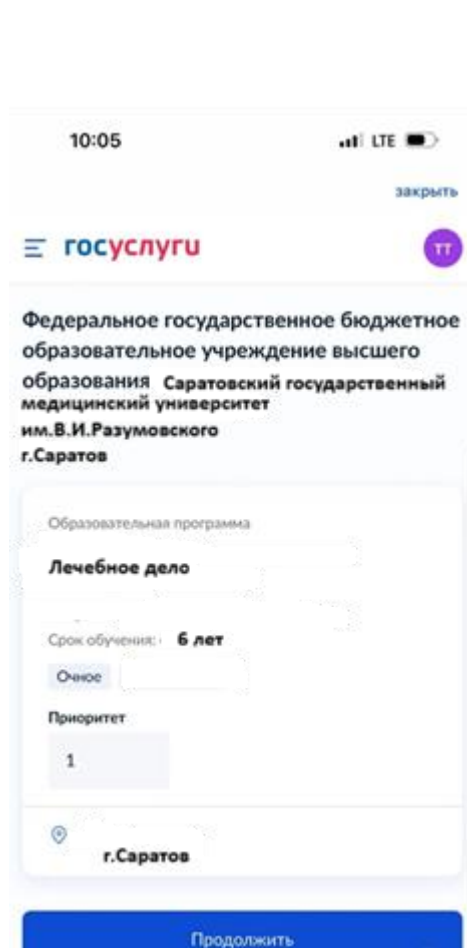 10:05 LTE
закрыть
госуслуги ТТ
Федеральное государственное бюджетное
образовательное учреждение высшего
образования Саратовский государственный
медицинский университет
им.В.И.Разумовского
г.Саратов
Образовательная программа
Лечебное дело
Срок обучения: 6 лет
Очное
Приоритет
1
г.Саратов
Продолжить